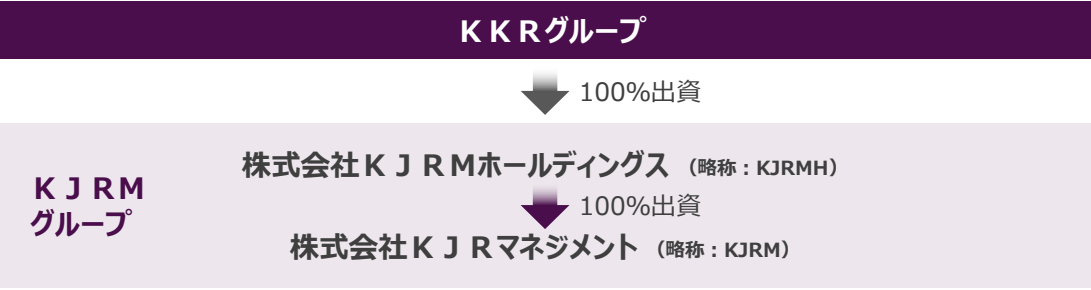 ＫＫＲグループ
100%出資
株式会社ＫＪＲＭホールディングス （略称：KJRMH）
ＫＪＲＭ
グループ
100%出資
株式会社ＫＪＲマネジメント （略称：KJRM）